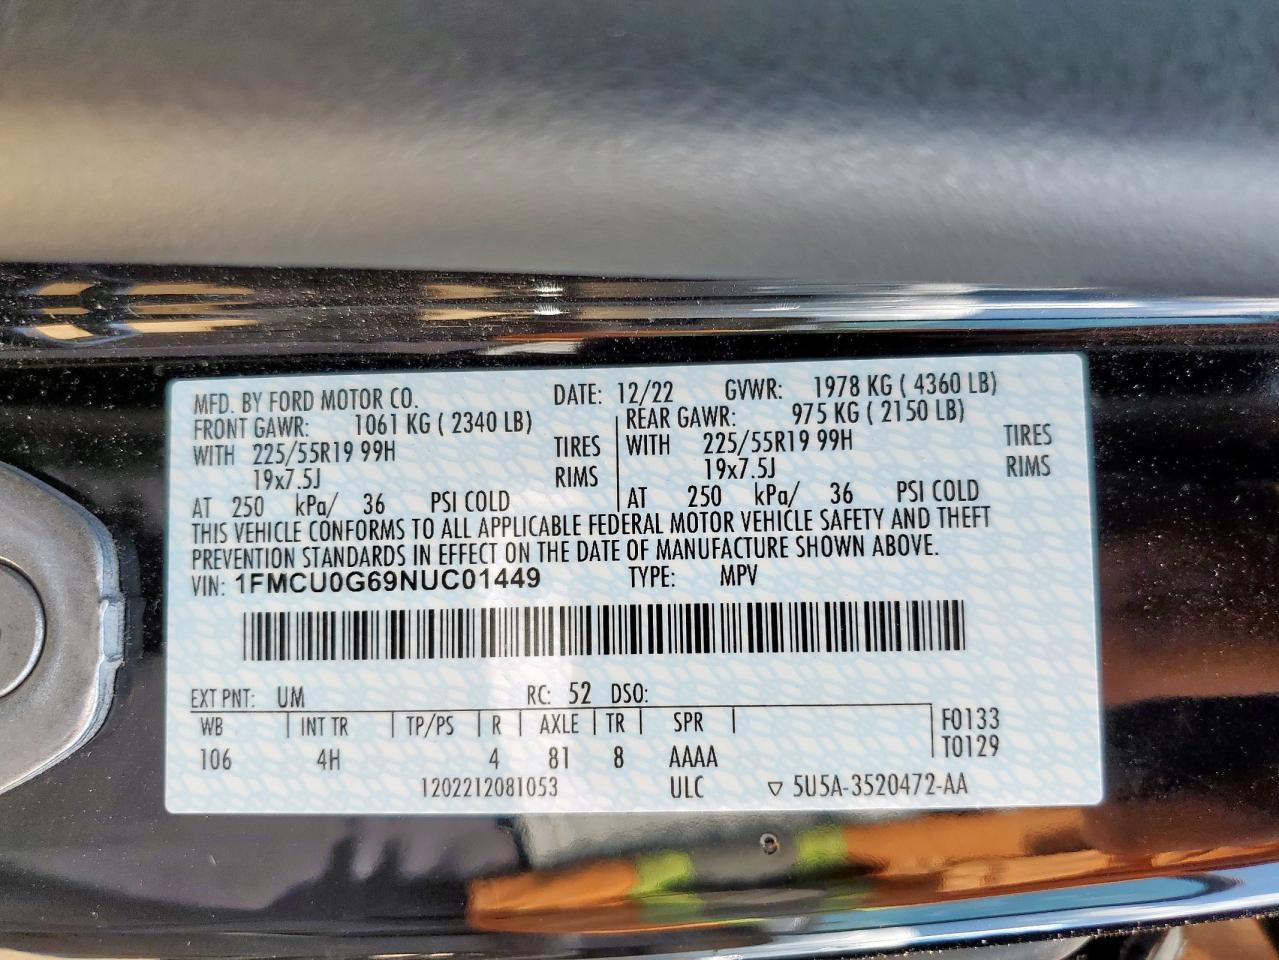 MFD. BY FORD MOTOR CO. DATE: 12/22 GVWR: 1978 KG ( 4360 LB)
FRONT GAWR: 1061 KG ( 2340 LB) REAR GAWR: 975 KG ( 2150 LB)
WITH 225/55R19 99H TIRES WITH 225/55R19 99H TIRES
19x7.5J RIMS 19x7.5J RIMS
AT 250 kPa/ 36 PSI COLD AT 250 kPa/ 36 PSI COLD
THIS VEHICLE CONFORMS TO ALL APPLICABLE FEDERAL MOTOR VEHICLE SAFETY AND THEFT
PREVENTION STANDARDS IN EFFECT ON THE DATE OF MANUFACTURE SHOWN ABOVE.
VIN: 1FMCU0G69NUC01449 TYPE: MPV
EXT PNT: UM RC: 52 DSO:
WB INT TR TP/PS R AXLE TR SPR F0133
106 4H 4 81 8 AAAA T0129
1202212081053 ULC ▽ 5U5A-3520472-AA